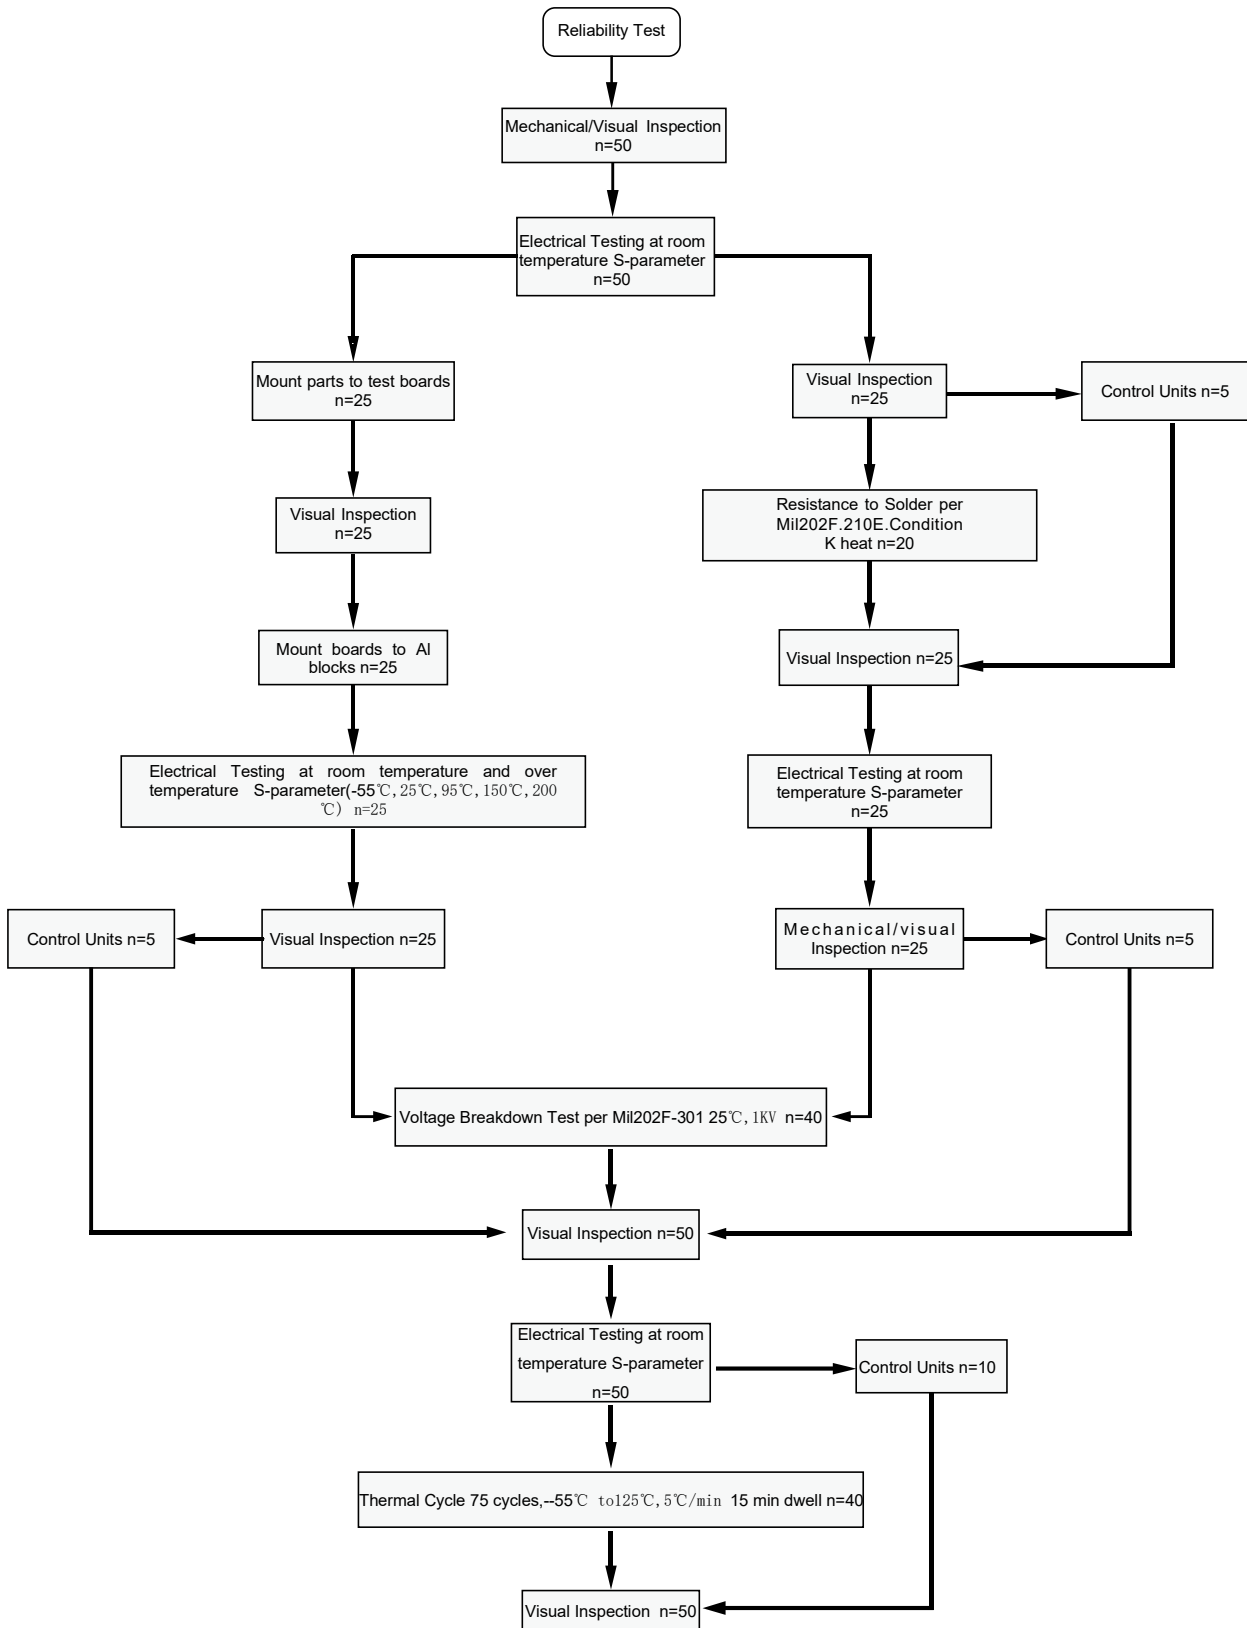 Reliability Test
Mechanical/Visual Inspection
n=50
Electrical Testing at room
temperature S-parameter
n=50
Mount parts to test boards
n=25
Visual Inspection
n=25
Control Units n=5
Visual Inspection
n=25
Resistance to Solder per
Mil202F.210E.Condition
K heat n=20
Mount boards to Al
blocks n=25
Visual Inspection n=25
Electrical Testing at room temperature and over
temperature S-parameter(-55℃,25℃,95℃,150℃,200
℃) n=25
Electrical Testing at room
temperature S-parameter
n=25
Control Units n=5
Visual Inspection n=25
Mechanical/visual
Inspection n=25
Control Units n=5
Voltage Breakdown Test per Mil202F-301 25℃,1KV n=40
Visual Inspection n=50
Electrical Testing at room
temperature S-parameter
n=50
Control Units n=10
Thermal Cycle 75 cycles,--55℃ to125℃,5℃/min 15 min dwell n=40
Visual Inspection n=50